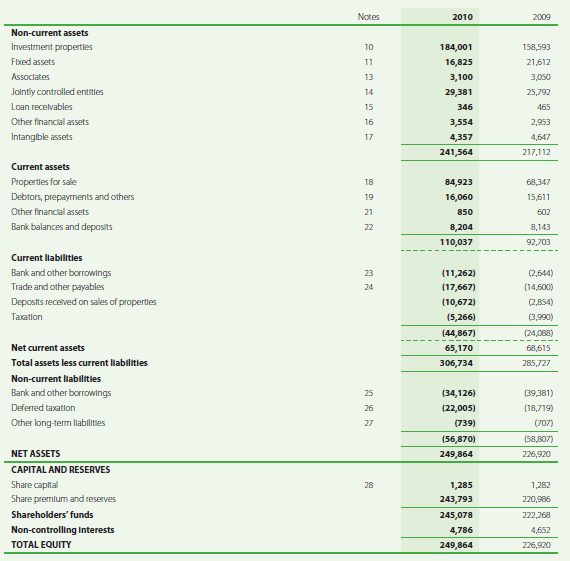 Notes 2010 2009
Non-current assets
Investment properties 10 184,001 158,593
Fixed assets 11 16,825 21,612
Associates 13 3,100 3,050
Jointly controlled entities 14 29,381 25,792
Loan receivables 15 346 465
Other financial assets 16 3,554 2,953
Intangible assets 17 4,357 4,647
241,564 217,112
Current assets
Properties for sale 18 84,923 68,347
Debtors, prepayments and others 19 16,060 15,611
Other financial assets 21 850 602
Bank balances and deposits 22 8,204 8,143
110,037 92,703
Current liabilities
Bank and other borrowings 23 (11,262) (2,644)
Trade and other payables 24 (17,667) (14,600)
Deposits received on sales of properties (10,672) (2,854)
Taxation (5,266) (3,990)
(44,867) (24,088)
Net current assets 65,170 68,615
Total assets less current liabilities 306,734 285,727
Non-current liabilities
Bank and other borrowings 25 (34,126) (39,381)
Deferred taxation 26 (22,005) (18,719)
Other long-term liabilities 27 (739) (707)
(56,870) (58,807)
NET ASSETS 249,864 226,920
CAPITAL AND RESERVES
Share capital 28 1,285 1,282
Share premium and reserves 243,793 220,986
Shareholders' funds 245,078 222,268
Non-controlling interests 4,786 4,652
TOTAL EQUITY 249,864 226,920